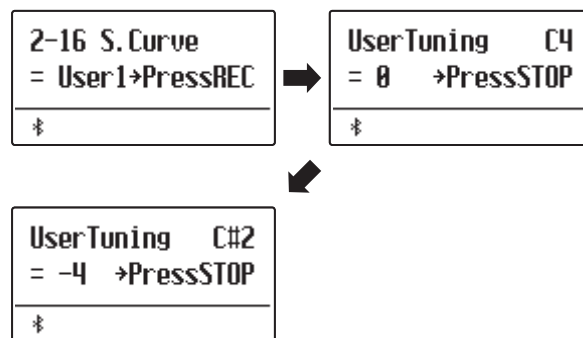 2-16 S.Curve
= User1→PressREC
UserTuning C4
= 0 →PressSTOP
UserTuning C#2
= -4 →PressSTOP